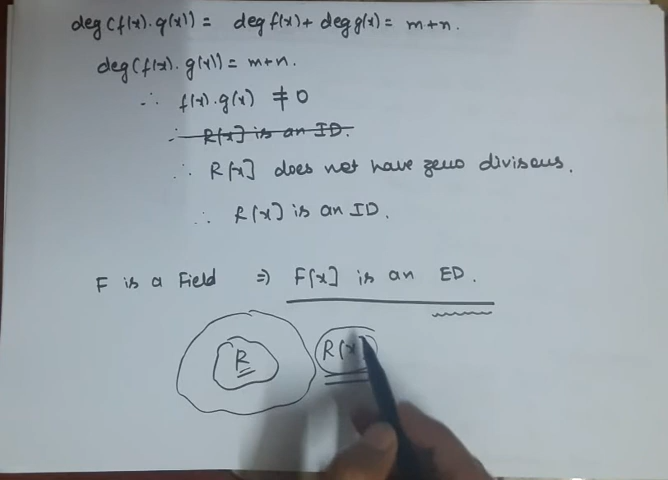 deg(f(x).g(x)) = deg f(x) + deg g(x) = m+n.
deg(f(x).g(x)) = m+n.
∴ f(x).g(x) ≠ 0
∴ R[x] is an ID.
∴ R[x] does not have zero divisors.
∴ R[x] is an ID.
F is a Field ⇒ F[x] is an ED.
R R[x]